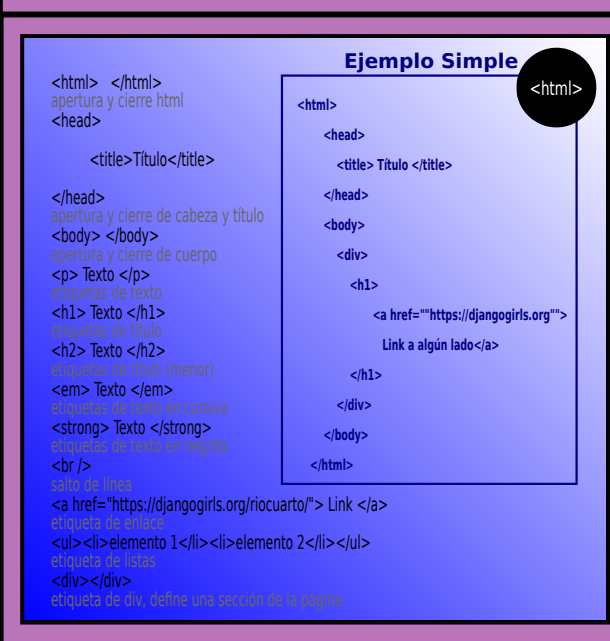 <html>   </html>
apertura y cierre html
<head>
<title>Título</title>
</head>
apertura y cierre de cabeza y título
<body> </body>
apertura y cierre de cuerpo
<p> Texto </p>
etiquetas de texto
<h1> Texto </h1>
etiquetas de título
<h2> Texto </h2>
etiquetas de título (menor)
<em> Texto </em>
etiquetas de texto en cursiva
<strong> Texto </strong>
etiquetas de texto en negrita
<br />
salto de línea
<a href="https://djangogirls.org/riocuarto/"> Link </a>
etiqueta de enlace
<ul><li>elemento 1</li><li>elemento 2</li></ul>
etiqueta de listas
<div></div>
etiqueta de div, define una sección de la página
Ejemplo Simple
<html>
<html>
<head>
<title> Título </title>
</head>
<body>
<div>
<h1>
<a href=""https://djangogirls.org"">
Link a algún lado</a>
</h1>
</div>
</body>
</html>